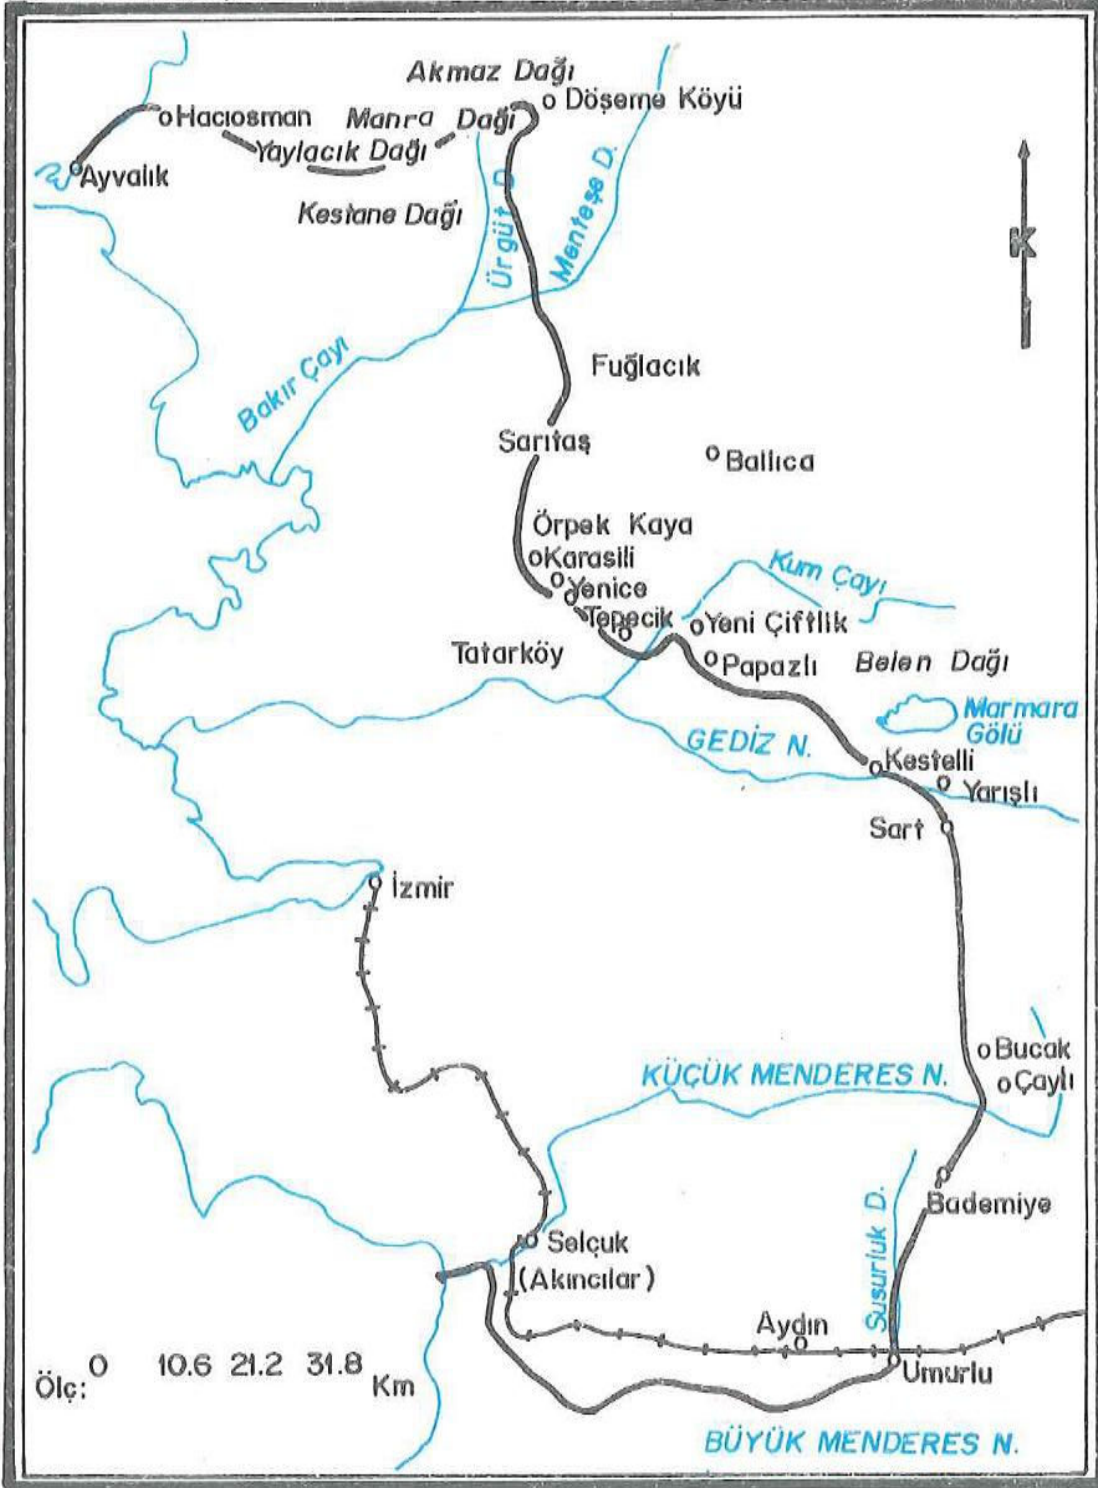 Akmaz Dağı
Döşeme Köyü
Hacıosman
Manra Dağı
Yaylacık Dağı
Ayvalık
Kestane Dağı
Ürgüt D.
Menteşe D.
K
Bakır Çayı
Fuğlacık
Sarıtaş
Ballıca
Örpek Kaya
Karasili
Yenice
Kum Çayı
Tepecik
Yeni Çiftlik
Tatarköy
Papazlı
Belen Dağı
Marmara
Gölü
GEDİZ N.
Kestelli
Yarışlı
Sart
İzmir
Bucak
KÜÇÜK MENDERES N.
Çaylı
Bademiye
Susurluk D.
Selçuk
(Akıncılar)
Aydın
Umurlu
Ölç: 0 10.6 21.2 31.8 Km
BÜYÜK MENDERES N.